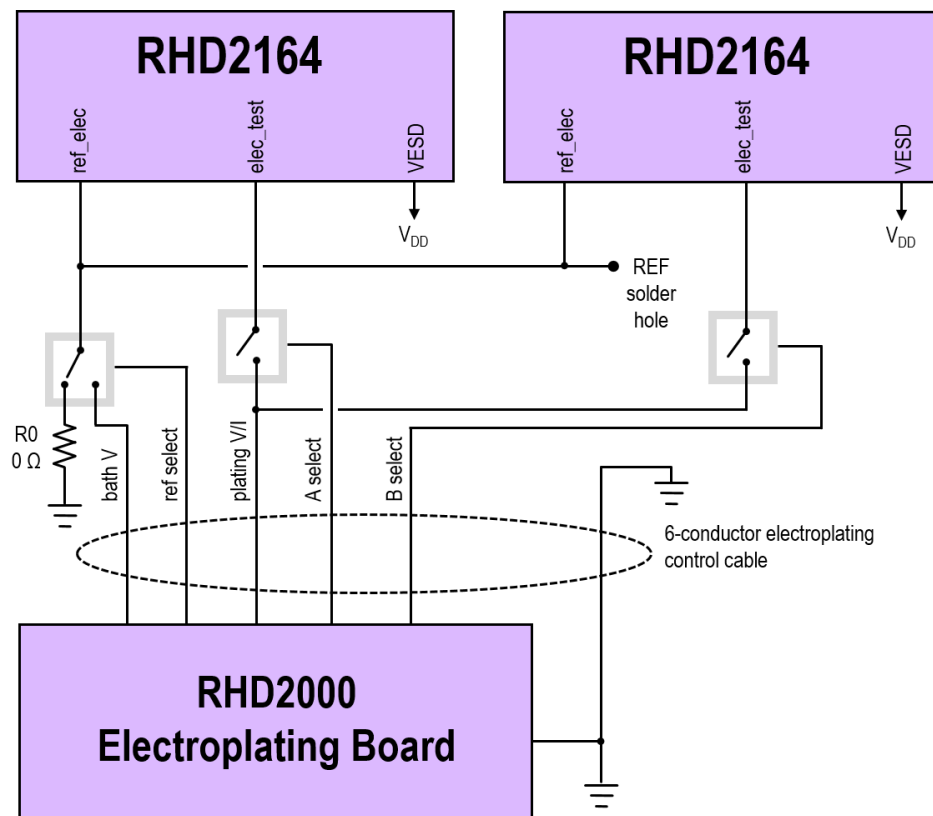 RHD2164
RHD2164
ref_elec
elec_test
VESD
ref_elec
elec_test
VESD
VDD
VDD
REF
solder
hole
R0
0 Ω
bath V
ref select
plating V/I
A select
B select
6-conductor electroplating
control cable
RHD2000
Electroplating Board